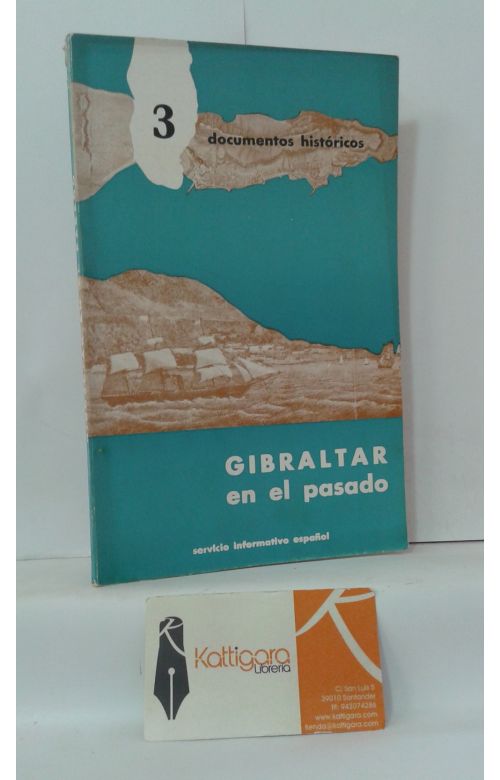 3
documentos históricos
GIBRALTAR
en el pasado
servicio informativo español
Kattigara
Librería
C, San Luis 5
39010 Santander
tlf: 942074286
www.kattigara.com
tienda@kattigara.com